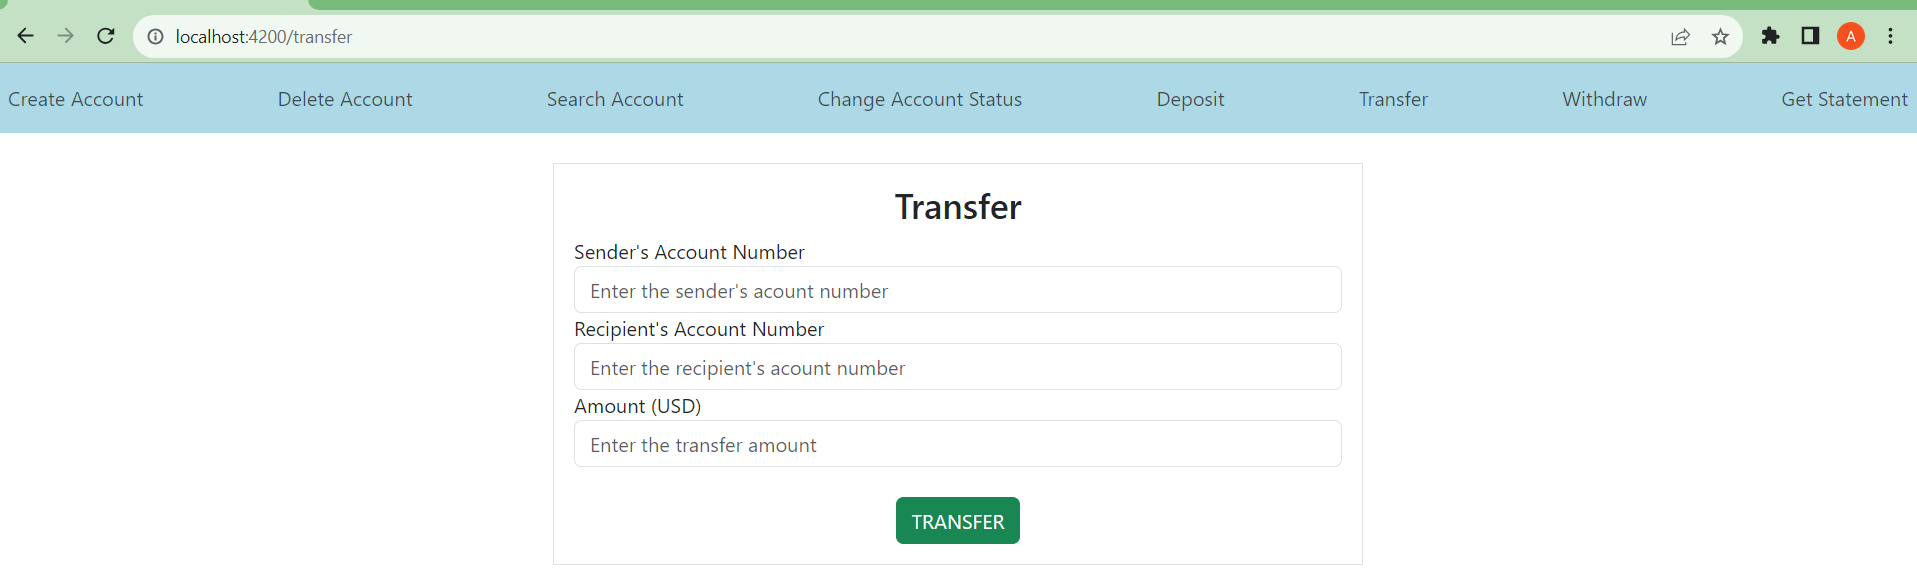 localhost:4200/transfer
A
Create Account Delete Account Search Account Change Account Status Deposit Transfer Withdraw Get Statement
Transfer
Sender's Account Number
Enter the sender's acount number
Recipient's Account Number
Enter the recipient's acount number
Amount (USD)
Enter the transfer amount
TRANSFER